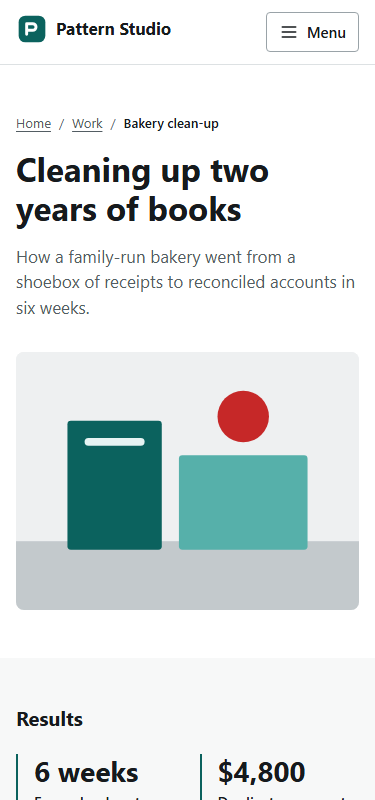 Pattern Studio
Menu
Home / Work / Bakery clean-up
Cleaning up two
years of books
How a family-run bakery went from a
shoebox of receipts to reconciled accounts in
six weeks.
Results
6 weeks
$4,800